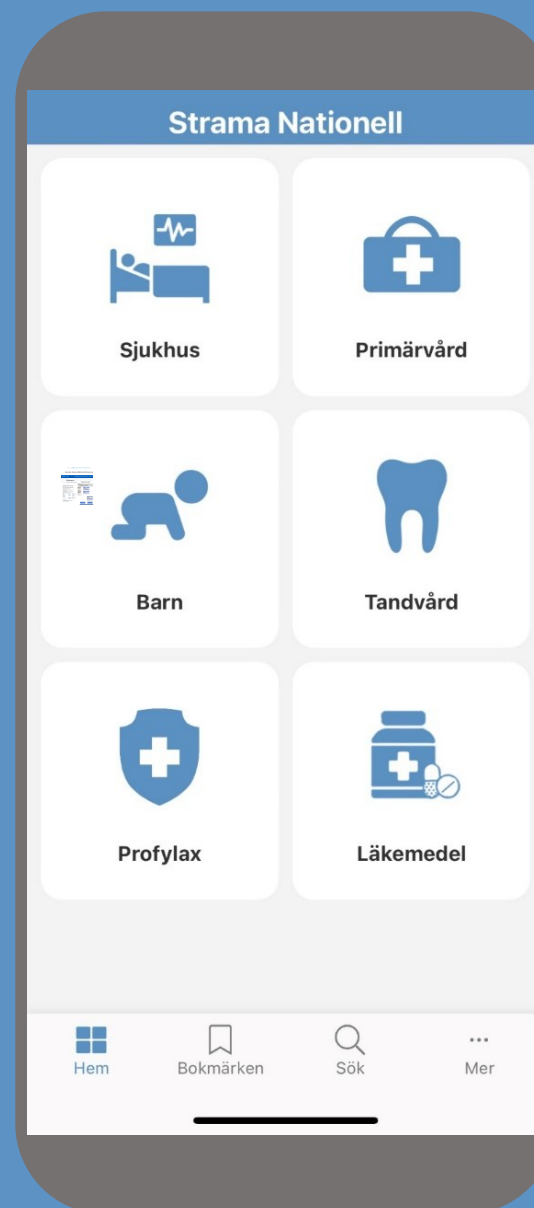 Strama Nationell
Sjukhus
Primärvård
Barn
Tandvård
Profylax
Läkemedel
Hem
Bokmärken
Sök
Mer